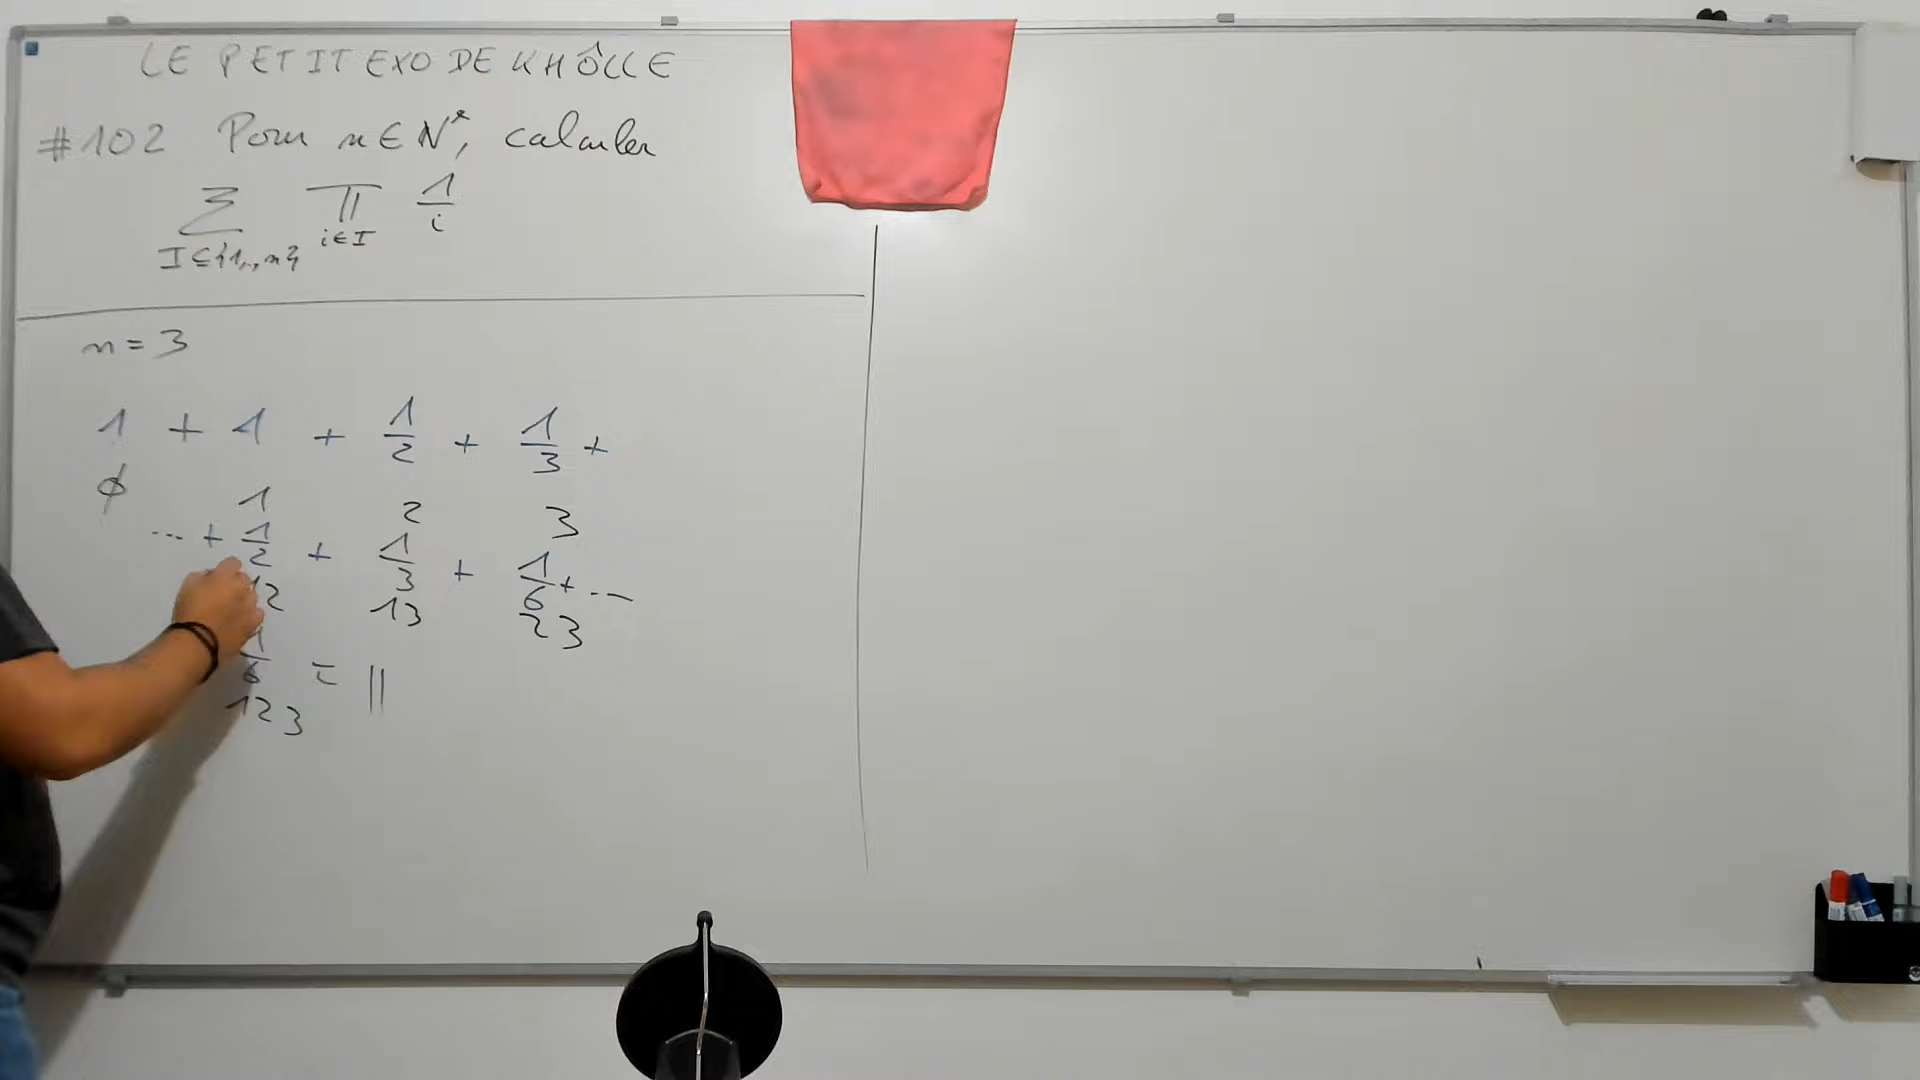 LE PETIT EXO DE KHÔLLE
#102 Pour n ∈ N*, calculer
∑ ∏ 1/i
I⊆{1,..,n} i∈I
n = 3
1 + 1 + 1/2 + 1/3 +
∅ 1 2 3
... + 1/2 + 1/3 + 1/6 + ...
12 13 23
1/6 = ||
123